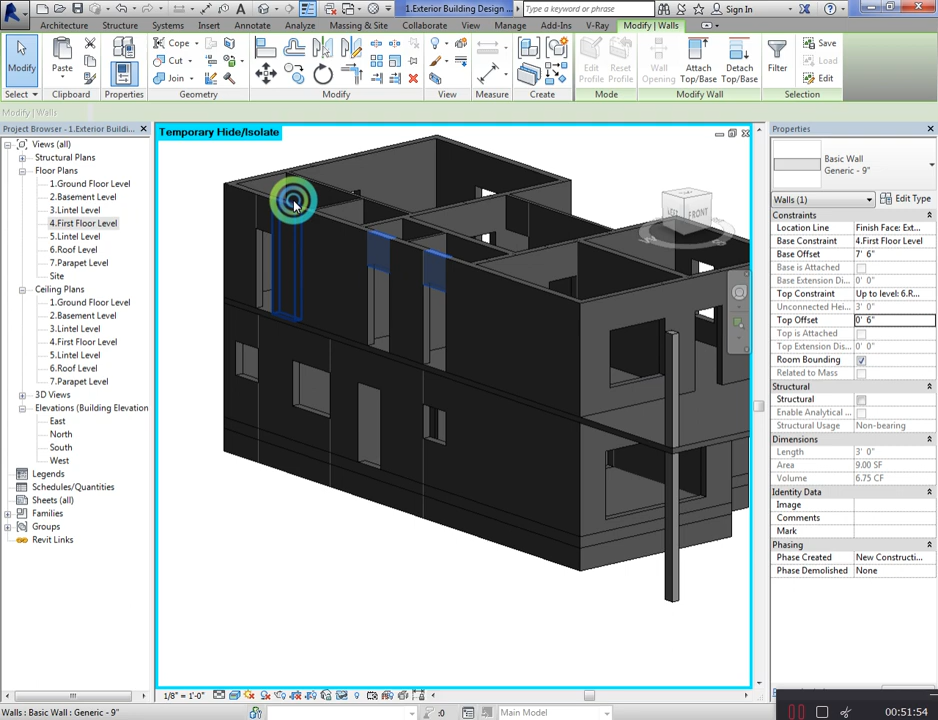 1.Exterior Building Design ...
Type a keyword or phrase
Sign In
Architecture Structure Systems Insert Annotate Analyze Massing & Site Collaborate View Manage Add-Ins V-Ray Modify | Walls
Modify
Paste
Cope
Cut
Join
Edit Profile
Reset Profile
Wall Opening
Attach Top/Base
Detach Top/Base
Filter
Save
Load
Edit
Select
Clipboard
Properties
Geometry
Modify
View
Measure
Create
Mode
Modify Wall
Selection
Modify | Walls
Project Browser - 1.Exterior Buildi...
Views (all)
Structural Plans
Floor Plans
1.Ground Floor Level
2.Basement Level
3.Lintel Level
4.First Floor Level
5.Lintel Level
6.Roof Level
7.Parapet Level
Site
Ceiling Plans
1.Ground Floor Level
2.Basement Level
3.Lintel Level
4.First Floor Level
5.Lintel Level
6.Roof Level
7.Parapet Level
3D Views
Elevations (Building Elevation
East
North
South
West
Legends
Schedules/Quantities
Sheets (all)
Families
Groups
Revit Links
Temporary Hide/Isolate
FRONT
Properties
Basic Wall
Generic - 9"
Walls (1)
Edit Type
Constraints
Location Line Finish Face: Ext...
Base Constraint 4.First Floor Level
Base Offset 7' 6"
Base is Attached
Base Extension Di... 0' 0"
Top Constraint Up to level: 6.R...
Unconnected Hei... 3' 0"
Top Offset 0' 6"
Top is Attached
Top Extension Dis... 0' 0"
Room Bounding
Related to Mass
Structural
Structural
Enable Analytical ...
Structural Usage Non-bearing
Dimensions
Length 3' 0"
Area 9.00 SF
Volume 6.75 CF
Identity Data
Image
Comments
Mark
Phasing
Phase Created New Constructi...
Phase Demolished None
1/8" = 1'-0"
Walls : Basic Wall : Generic - 9"
:0
Main Model
00:51:54